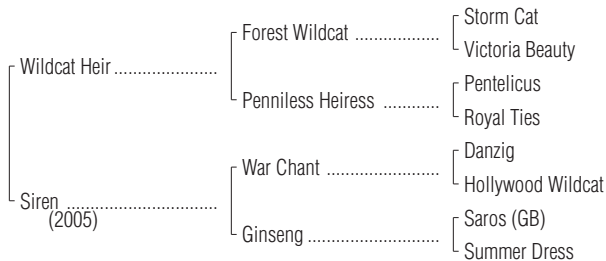 Storm Cat
Forest Wildcat ..................
Victoria Beauty
Wildcat Heir ......................
Pentelicus
Penniless Heiress ............
Royal Ties
Danzig
War Chant ........................
Hollywood Wildcat
Siren ................................
(2005)
Saros (GB)
Ginseng ............................
Summer Dress